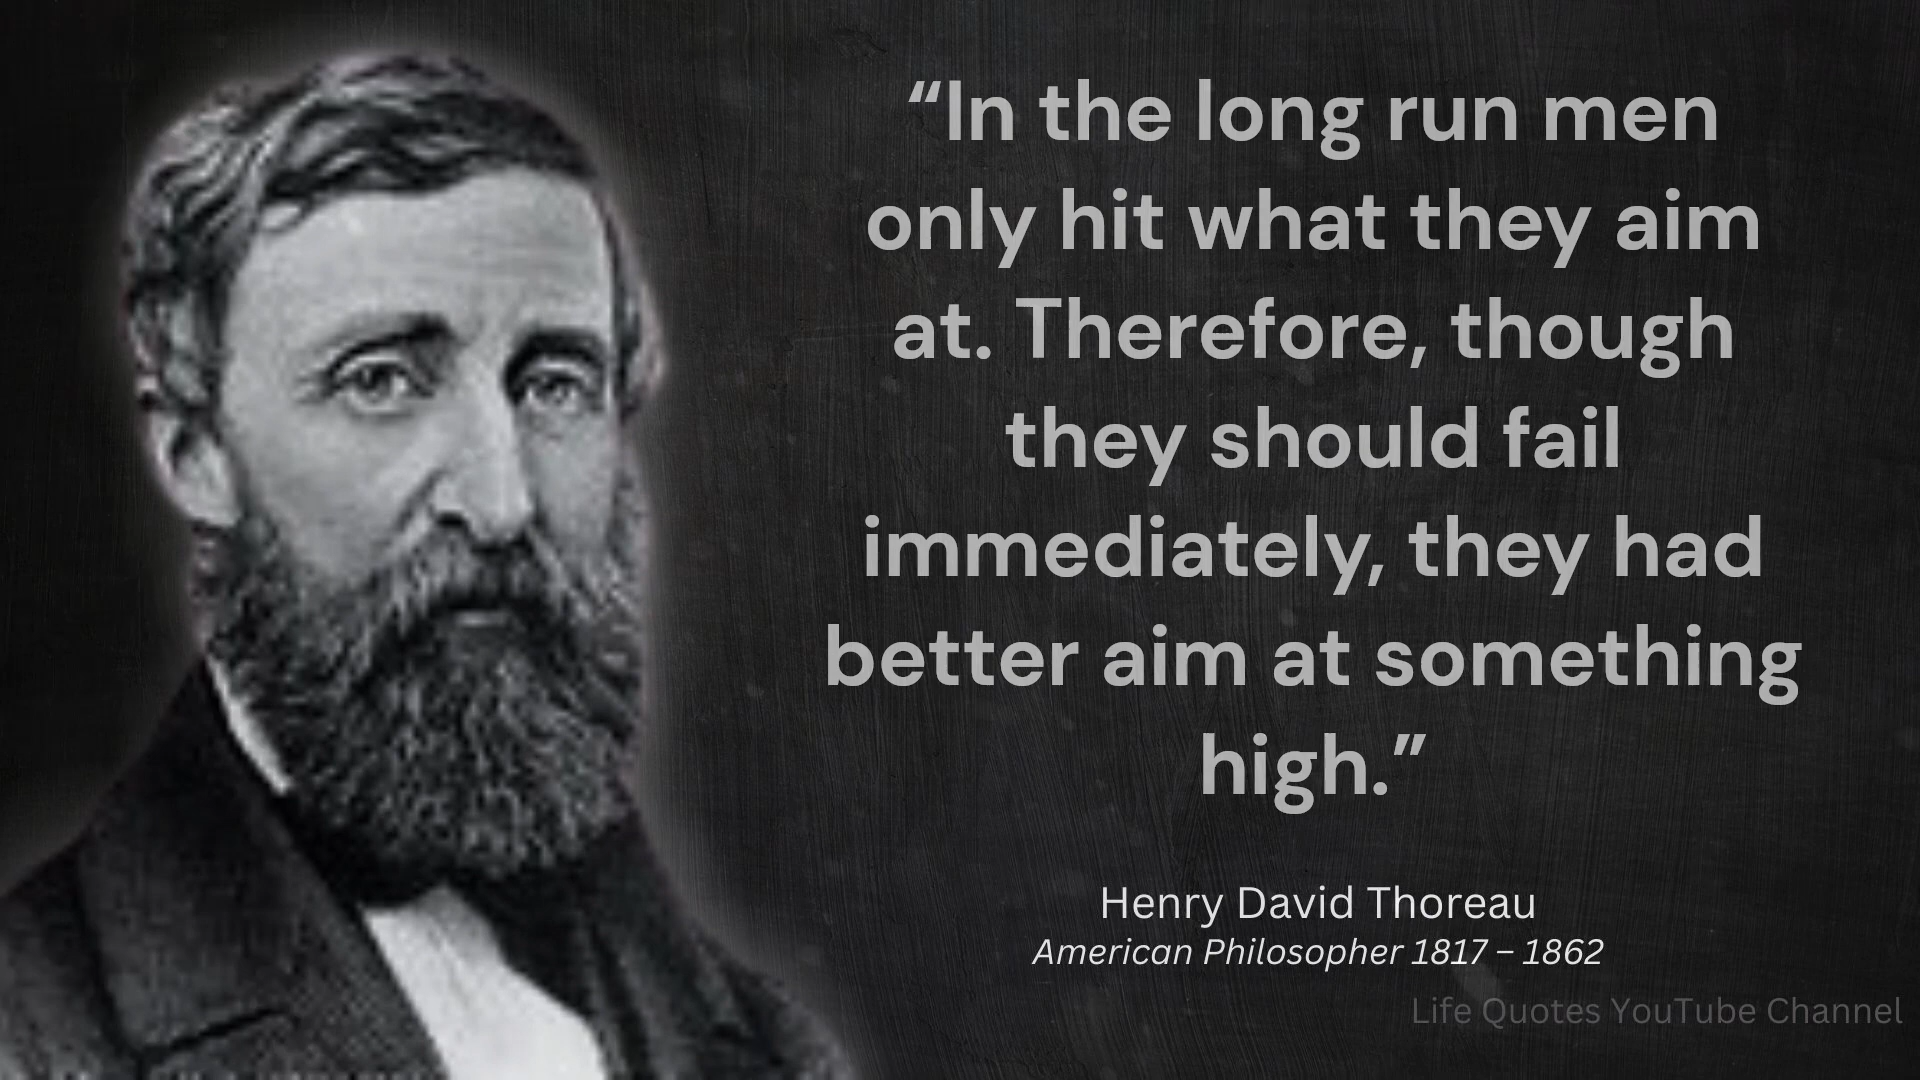 “In the long run men
only hit what they aim
at. Therefore, though
they should fail
immediately, they had
better aim at something
high.”
Henry David Thoreau
American Philosopher 1817 – 1862
Life Quotes YouTube Channel